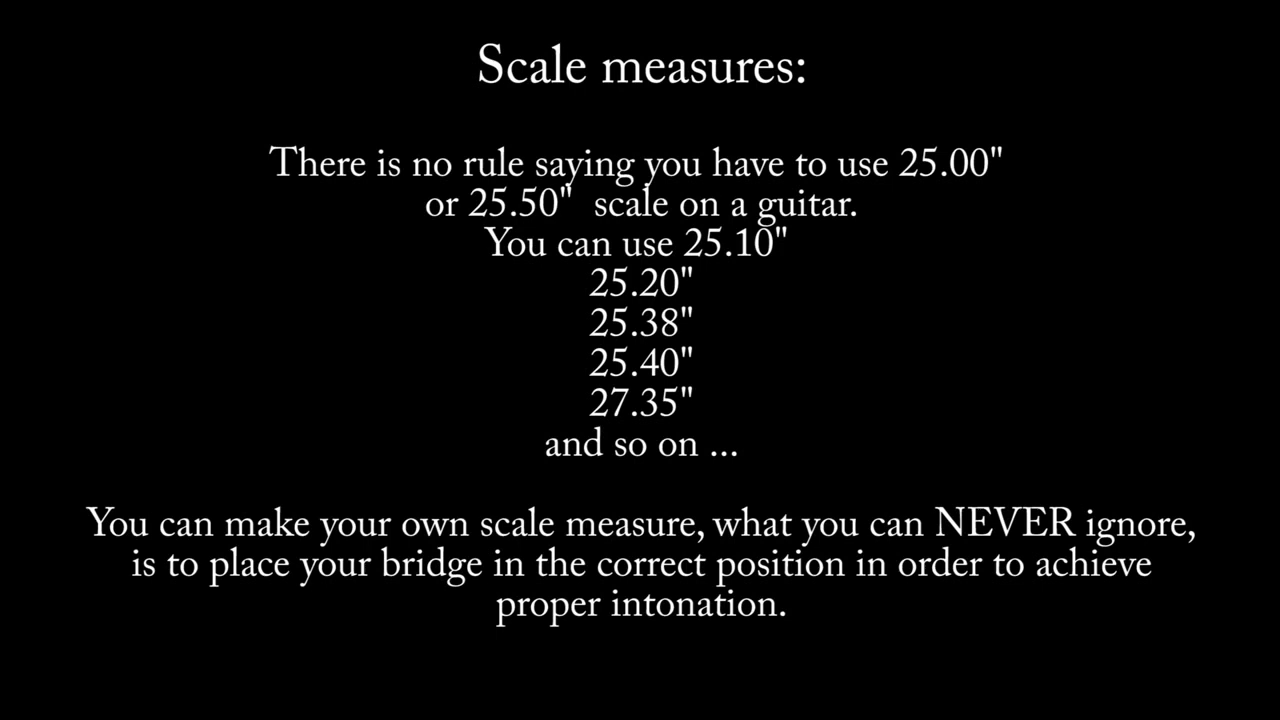 Scale measures:
There is no rule saying you have to use 25.00"
or 25.50"  scale on a guitar.
You can use 25.10"
25.20"
25.38"
25.40"
27.35"
and so on ...
You can make your own scale measure, what you can NEVER ignore,
is to place your bridge in the correct position in order to achieve
proper intonation.